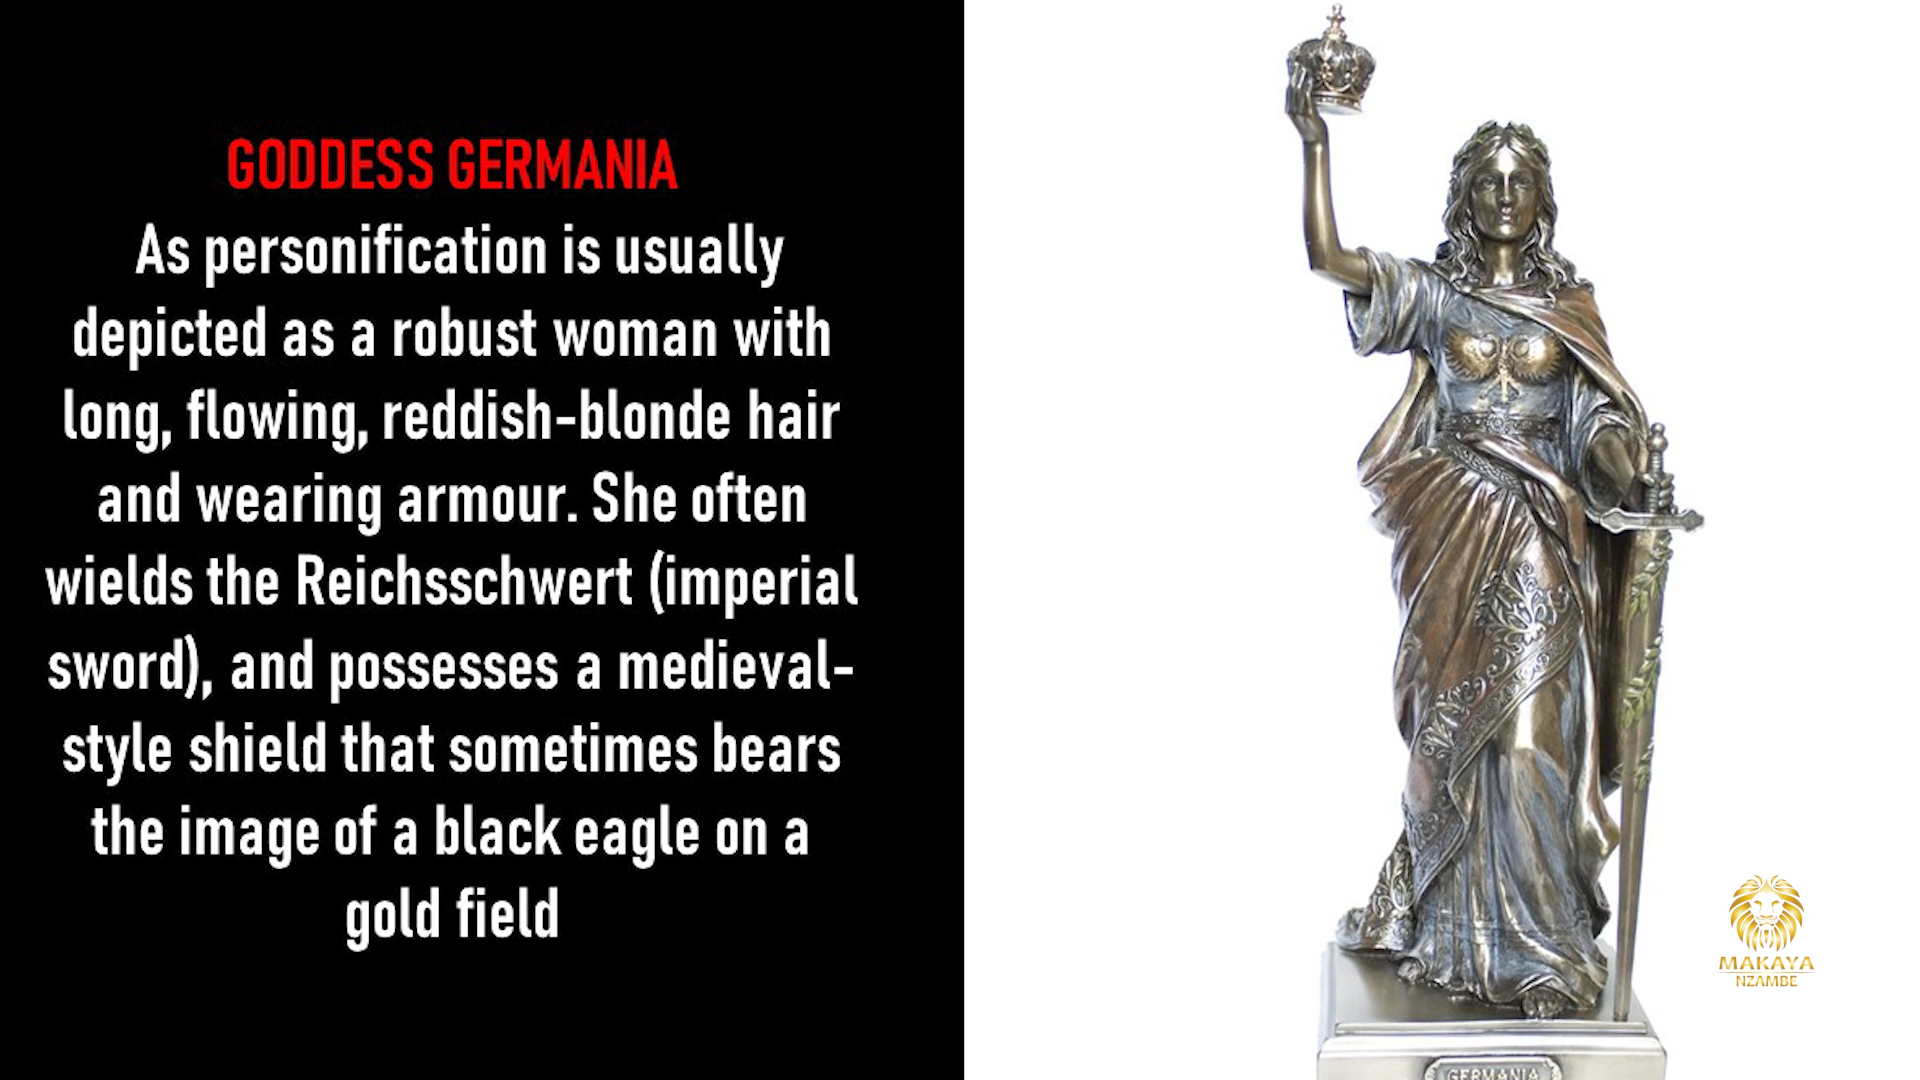 GODDESS GERMANIA
As personification is usually
depicted as a robust woman with
long, flowing, reddish-blonde hair
and wearing armour. She often
wields the Reichsschwert (imperial
sword), and possesses a medieval-
style shield that sometimes bears
the image of a black eagle on a
gold field
MAKAYA
NZAMBE
GERMANIA